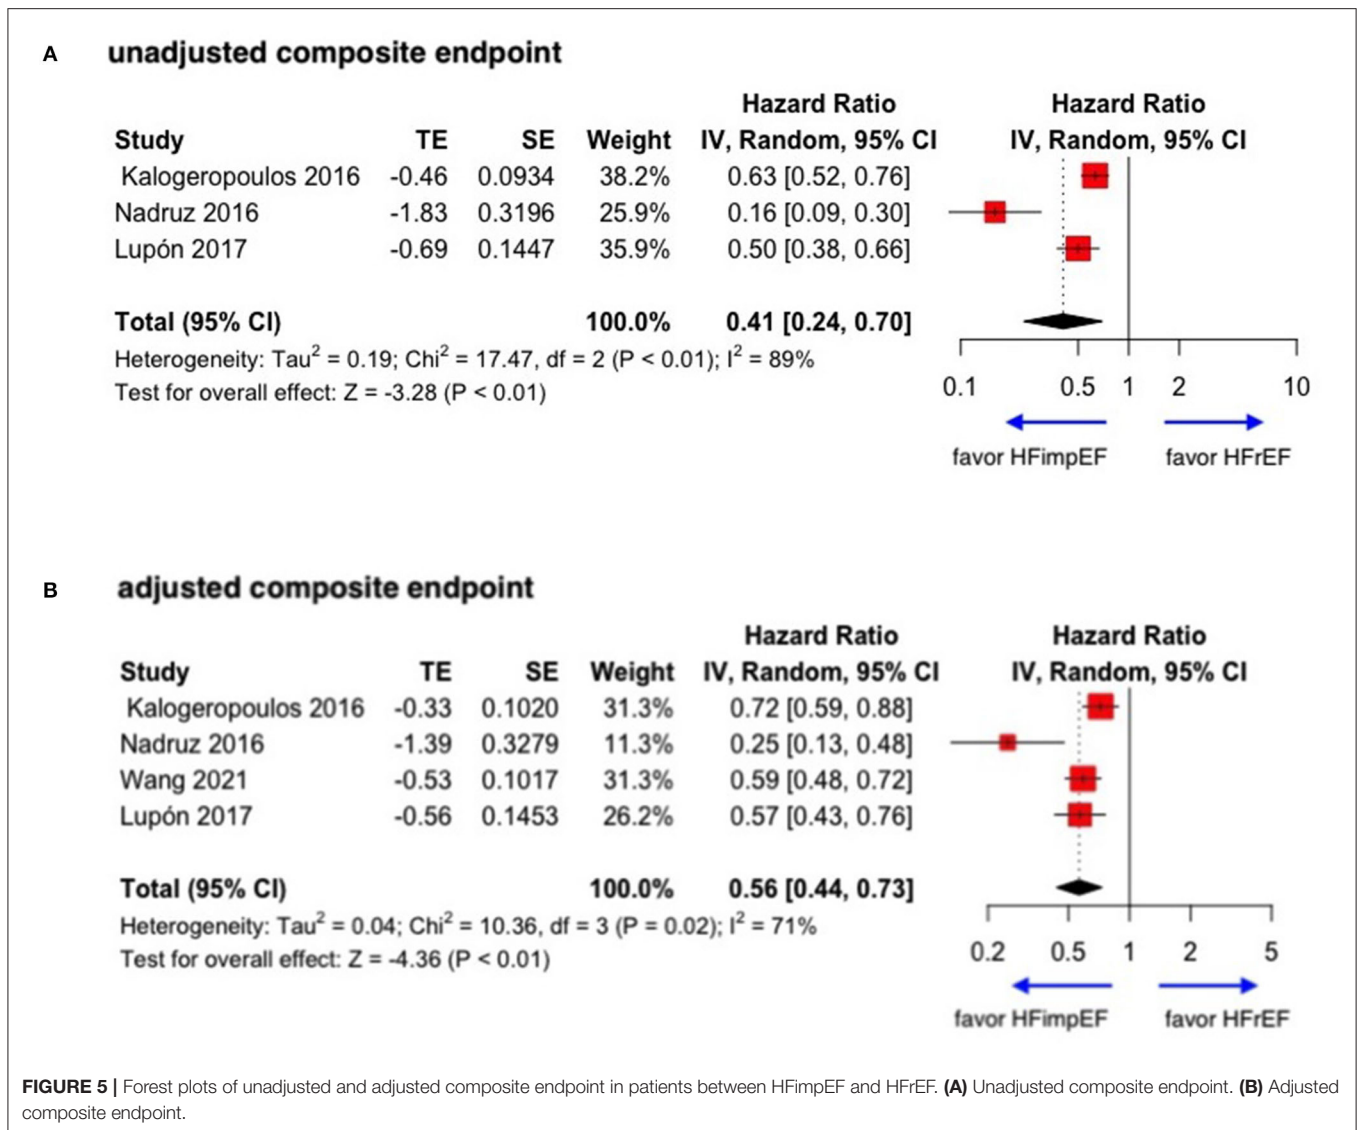 A unadjusted composite endpoint
Hazard Ratio Hazard Ratio
Study TE SE Weight IV, Random, 95% CI IV, Random, 95% CI
Kalogeropoulos 2016 -0.46 0.0934 38.2% 0.63 [0.52, 0.76]
Nadruz 2016 -1.83 0.3196 25.9% 0.16 [0.09, 0.30]
Lupón 2017 -0.69 0.1447 35.9% 0.50 [0.38, 0.66]
Total (95% CI) 100.0% 0.41 [0.24, 0.70]
Heterogeneity: Tau² = 0.19; Chi² = 17.47, df = 2 (P < 0.01); I² = 89%
Test for overall effect: Z = -3.28 (P < 0.01)
0.1 0.5 1 2 10
favor HFimpEF favor HFrEF
B adjusted composite endpoint
Hazard Ratio Hazard Ratio
Study TE SE Weight IV, Random, 95% CI IV, Random, 95% CI
Kalogeropoulos 2016 -0.33 0.1020 31.3% 0.72 [0.59, 0.88]
Nadruz 2016 -1.39 0.3279 11.3% 0.25 [0.13, 0.48]
Wang 2021 -0.53 0.1017 31.3% 0.59 [0.48, 0.72]
Lupón 2017 -0.56 0.1453 26.2% 0.57 [0.43, 0.76]
Total (95% CI) 100.0% 0.56 [0.44, 0.73]
Heterogeneity: Tau² = 0.04; Chi² = 10.36, df = 3 (P = 0.02); I² = 71%
Test for overall effect: Z = -4.36 (P < 0.01)
0.2 0.5 1 2 5
favor HFimpEF favor HFrEF
FIGURE 5 | Forest plots of unadjusted and adjusted composite endpoint in patients between HFimpEF and HFrEF. (A) Unadjusted composite endpoint. (B) Adjusted
composite endpoint.